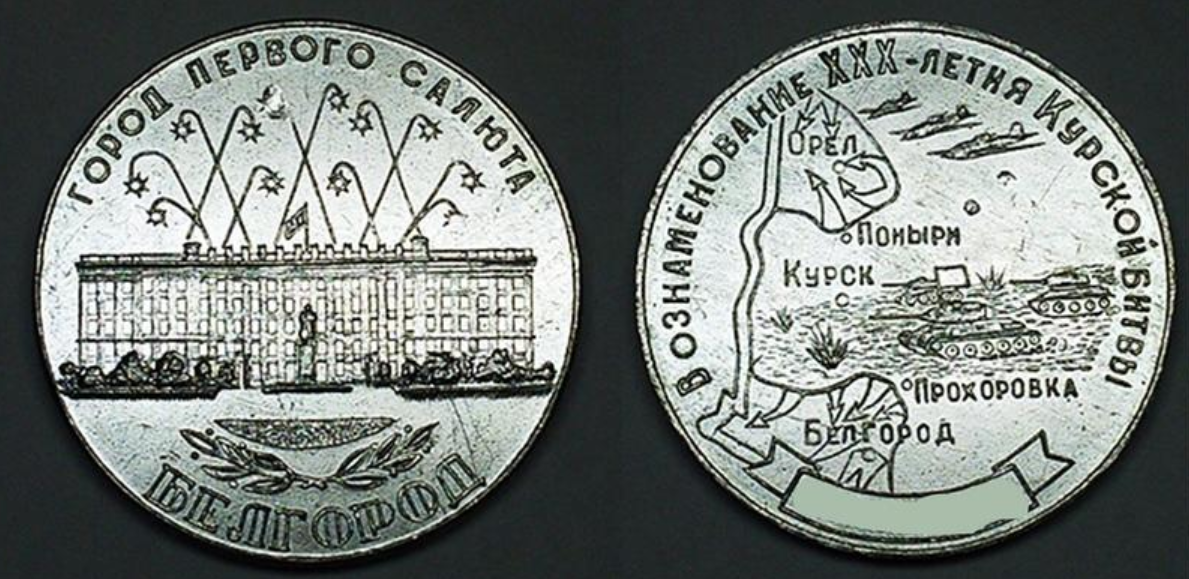 ГОРОД ПЕРВОГО САЛЮТА
БЕЛГОРОД
В ОЗНАМЕНОВАНИЕ XXX-ЛЕТИЯ КУРСКОЙ БИТВЫ
ОРЕЛ
ПОНЫРИ
КУРСК
ПРОХОРОВКА
БЕЛГОРОД